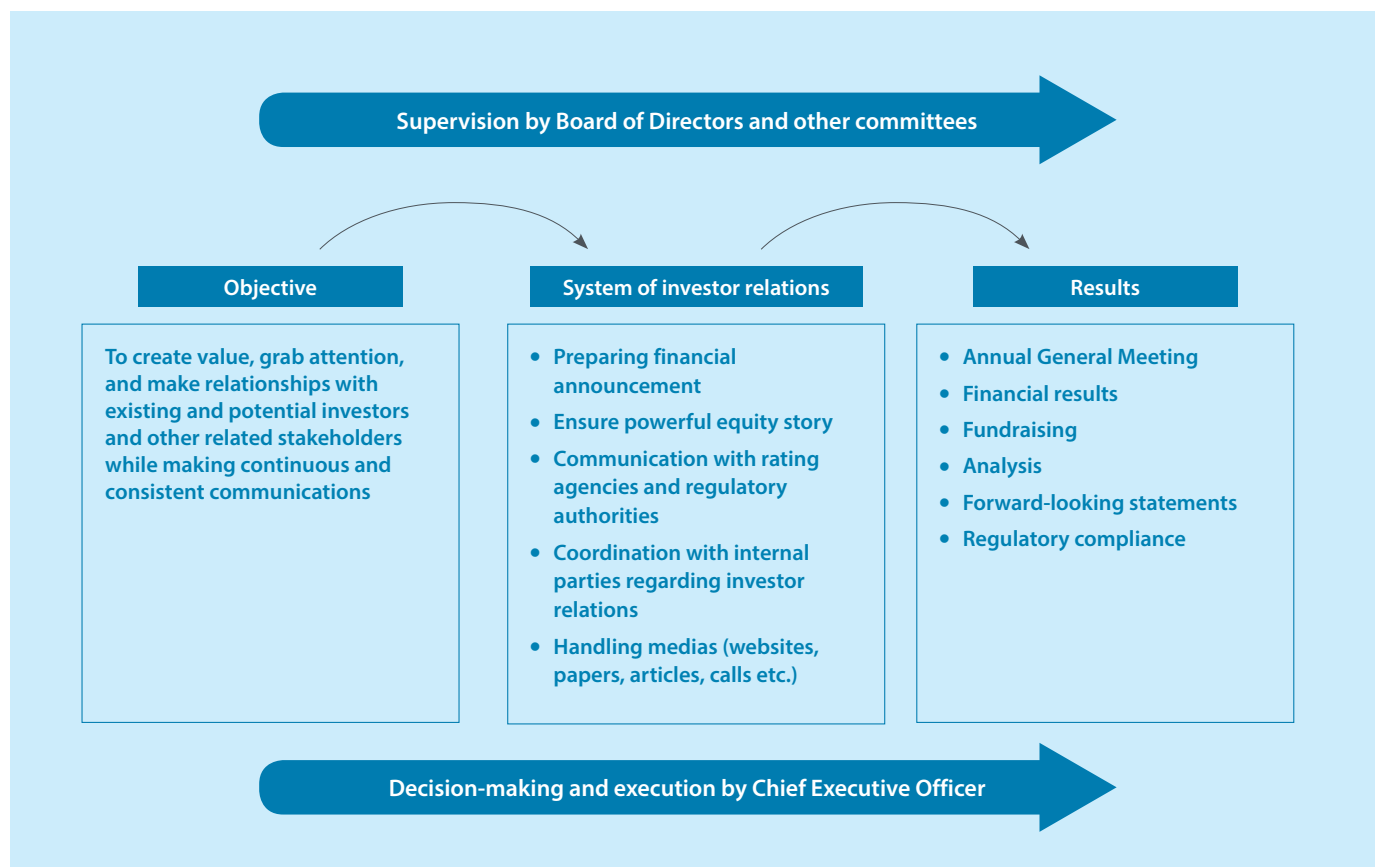 Supervision by Board of Directors and other committees
Objective
To create value, grab attention,
and make relationships with
existing and potential investors
and other related stakeholders
while making continuous and
consistent communications
System of investor relations
• Preparing financial
announcement
• Ensure powerful equity story
• Communication with rating
agencies and regulatory
authorities
• Coordination with internal
parties regarding investor
relations
• Handling medias (websites,
papers, articles, calls etc.)
Results
• Annual General Meeting
• Financial results
• Fundraising
• Analysis
• Forward-looking statements
• Regulatory compliance
Decision-making and execution by Chief Executive Officer